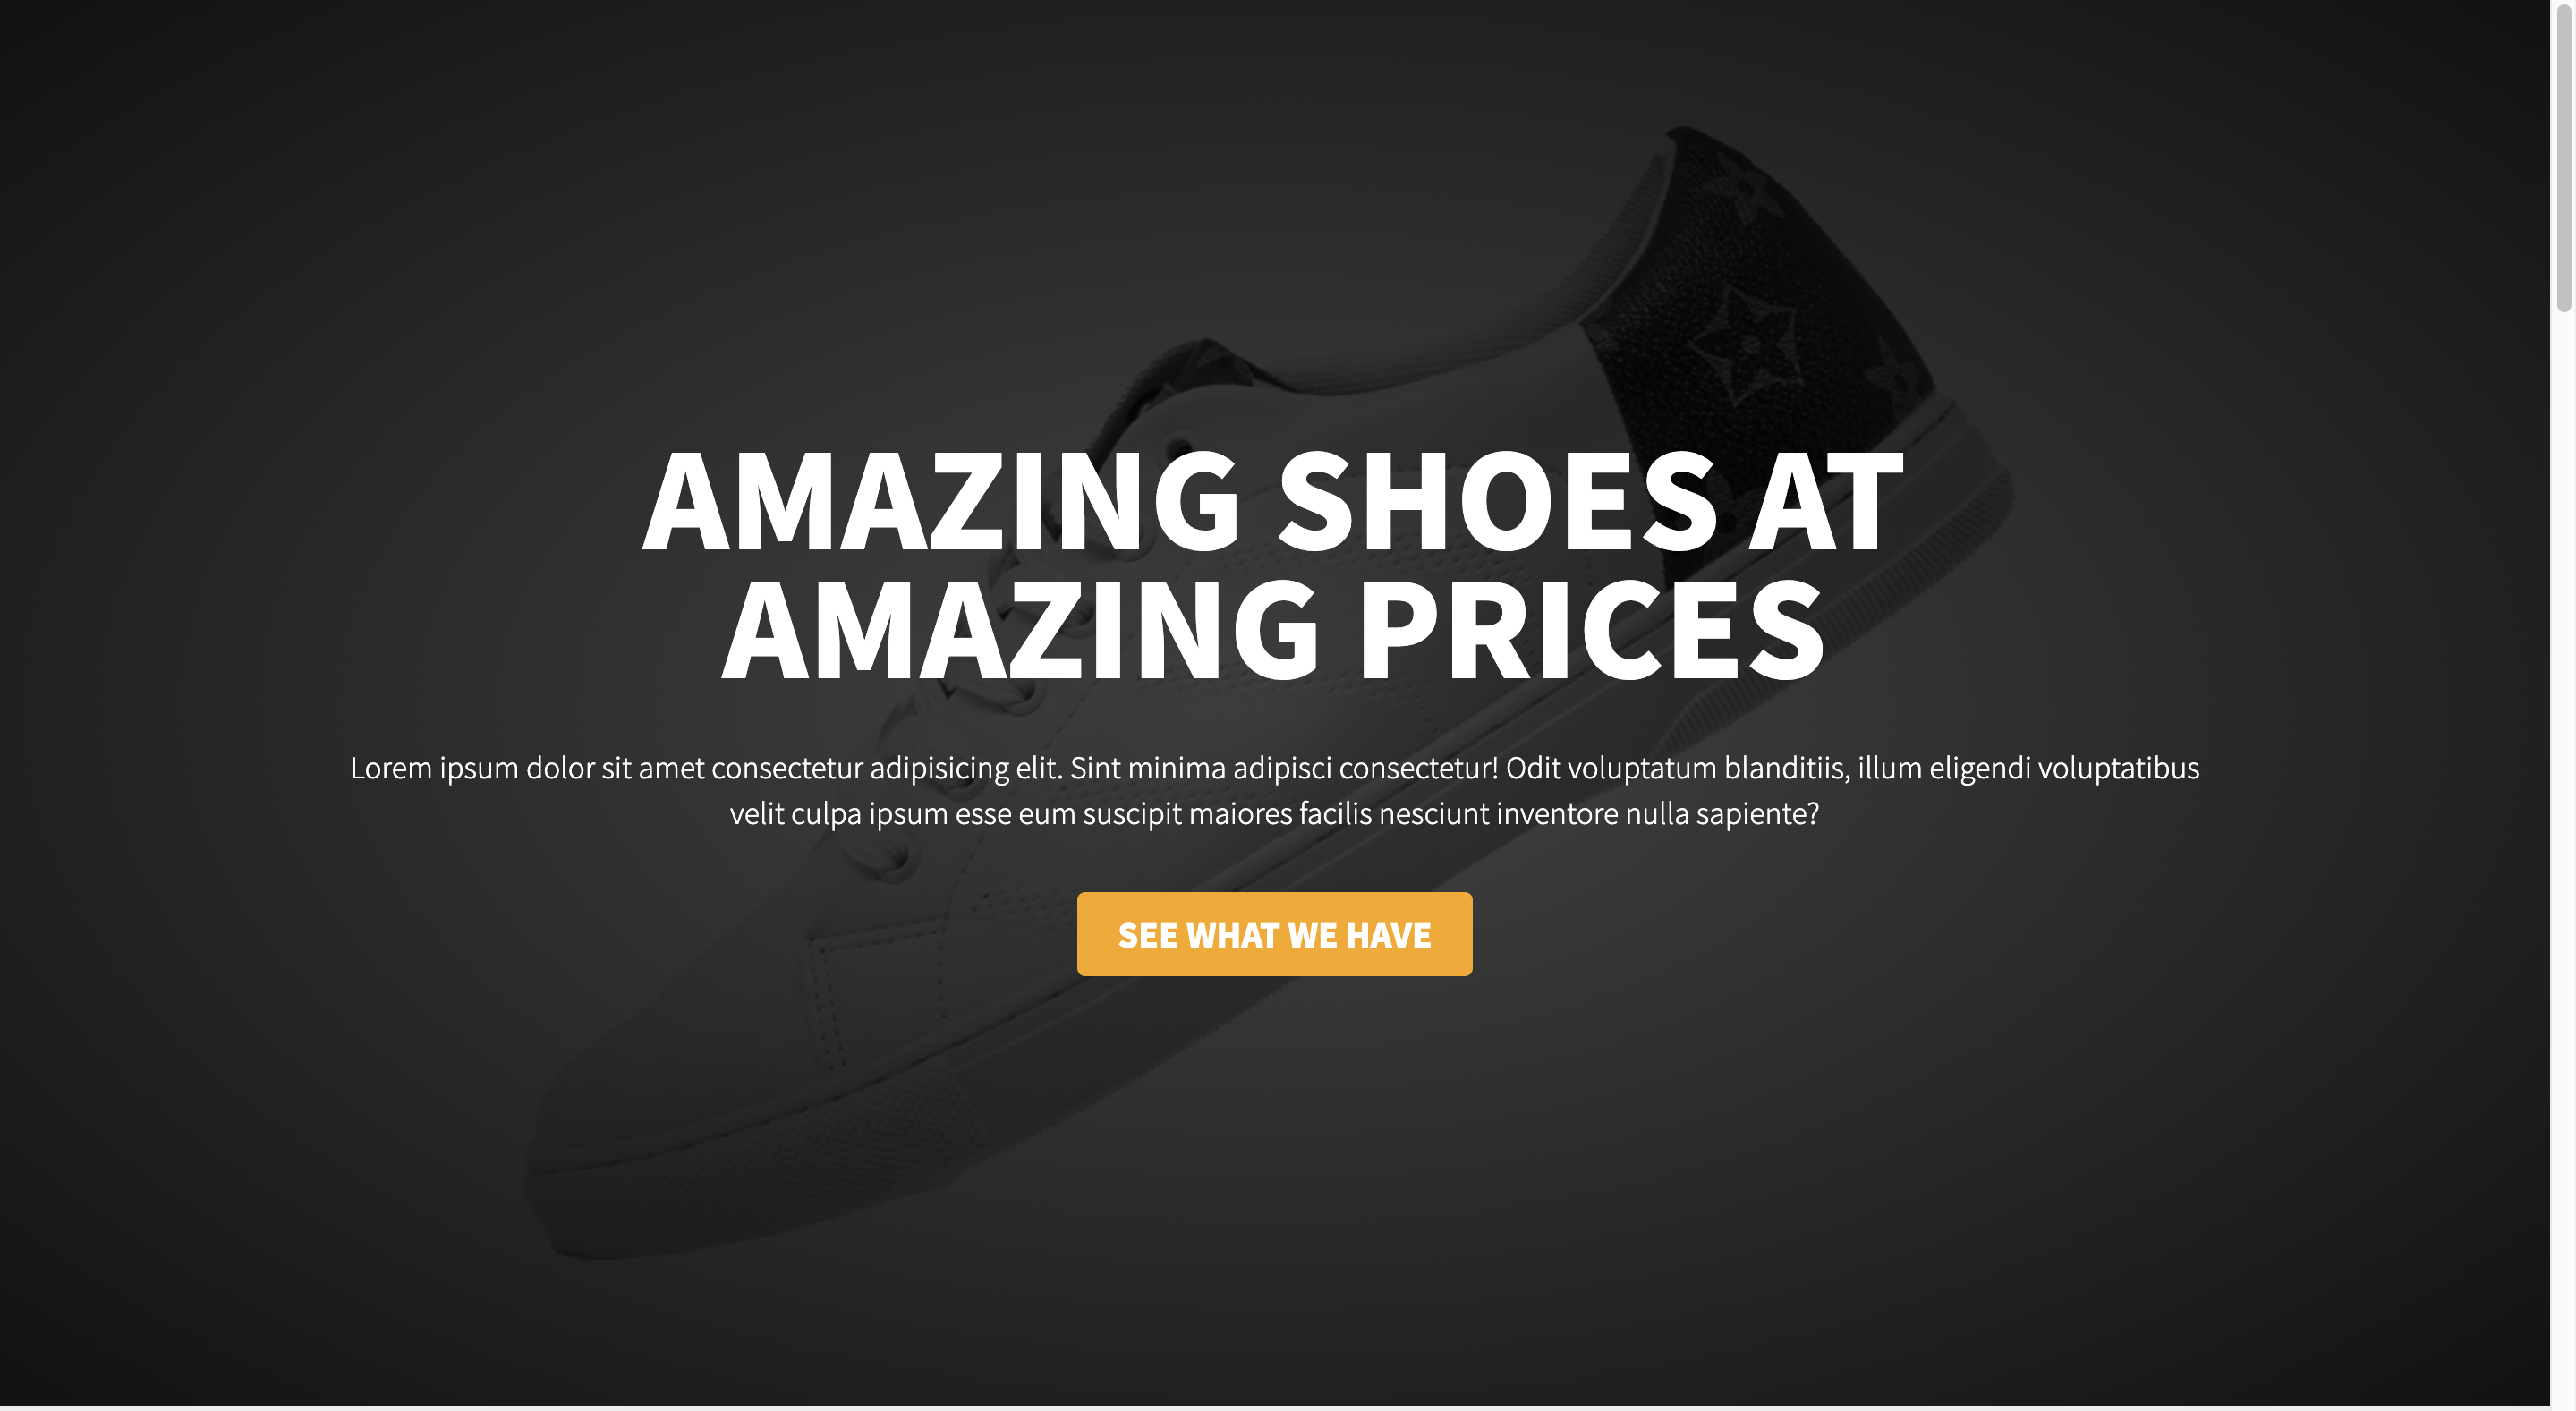 AMAZING SHOES AT
AMAZING PRICES
Lorem ipsum dolor sit amet consectetur adipisicing elit. Sint minima adipisci consectetur! Odit voluptatum blanditiis, illum eligendi voluptatibus
velit culpa ipsum esse eum suscipit maiores facilis nesciunt inventore nulla sapiente?
SEE WHAT WE HAVE